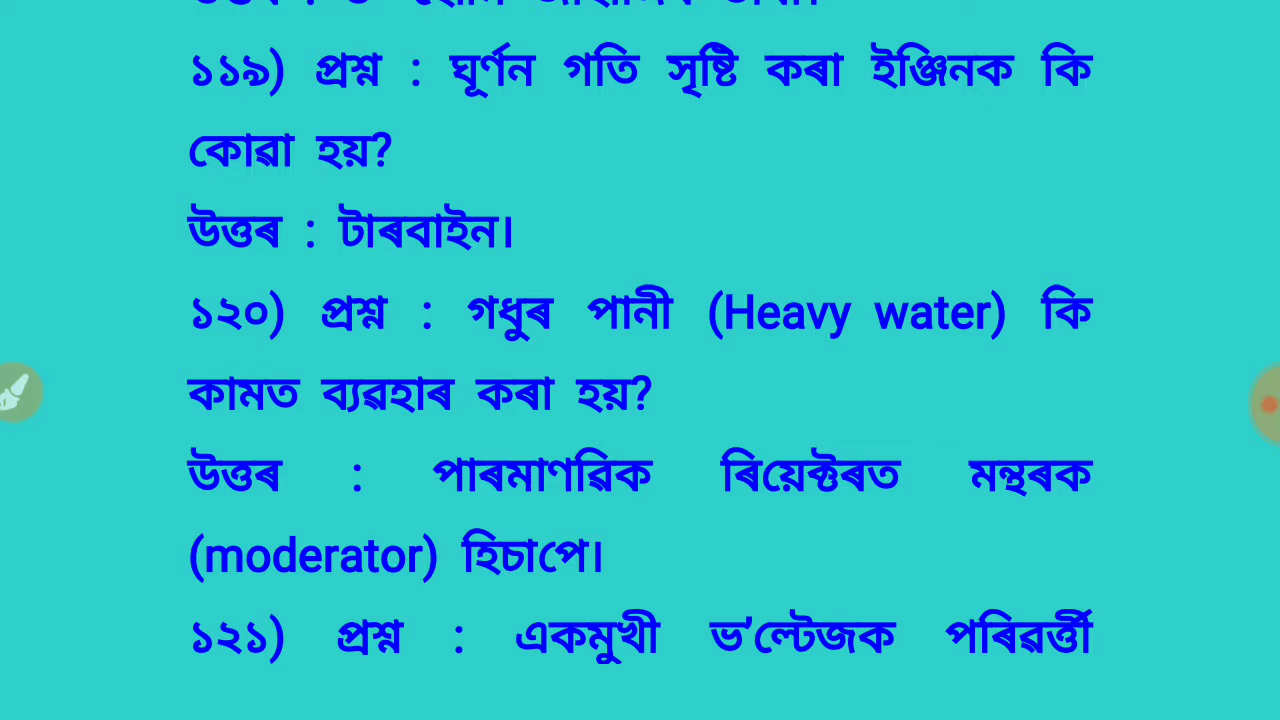 ১১৯) প্ৰশ্ন : ঘূৰ্ণন গতি সৃষ্টি কৰা ইঞ্জিনক কি
কোৱা হয়?
উত্তৰ : টাৰবাইন।
১২০) প্ৰশ্ন : গধুৰ পানী (Heavy water) কি
কামত ব্যৱহাৰ কৰা হয়?
উত্তৰ : পাৰমাণৱিক ৰিয়েক্টৰত মন্থৰক
(moderator) হিচাপে।
১২১) প্ৰশ্ন : একমুখী ভ'ল্টেজক পৰিৱৰ্ত্তী